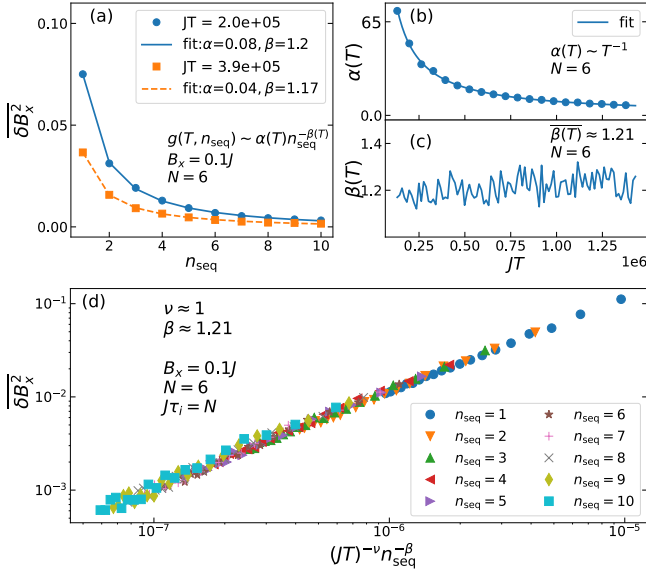 (a)
JT = 2.0e+05
fit:α=0.08, β=1.2
JT = 3.9e+05
fit:α=0.04, β=1.17
g(T, n_seq) ~ α(T)n_seq^{-β(T)}
B_x = 0.1J
N = 6
0.10
0.05
0.00
\overline{δB_x^2}
2 4 6 8 10
n_seq
(b)
fit
α(T) ~ T^{-1}
N = 6
65
0.0
α(T)
(c)
\overline{β(T)} ≈ 1.21
N = 6
1.4
1.2
β(T)
0.25 0.50 0.75 1.00 1.25
1e6
JT
(d)
ν ≈ 1
β ≈ 1.21
B_x = 0.1J
N = 6
Jτ_i = N
10^{-1}
10^{-2}
10^{-3}
\overline{δB_x^2}
n_seq = 1
n_seq = 2
n_seq = 3
n_seq = 4
n_seq = 5
n_seq = 6
n_seq = 7
n_seq = 8
n_seq = 9
n_seq = 10
10^{-7} 10^{-6} 10^{-5}
(JT)^{-ν} n_seq^{-β}